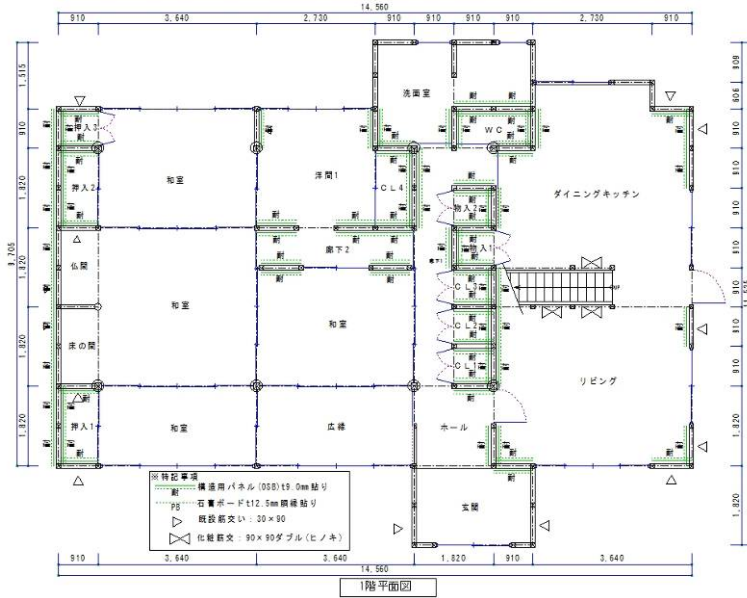 14,560
910 3,640 2,730 910 910 910 910 2,730 910
洗面室
WC
押入3
和室
洋間1
CL4
ダイニングキッチン
押入2
物入2
廊下2
物入1
仏間
CL3
和室
和室
CL2
床の間
CL1
リビング
押入1
和室
広縁
ホール
玄関
1,515
910
1,820
1,820
1,820
1,820
9,705
909
606
910
910
910
910
910
910
910
1,820
1,820
※特記事項
耐 構造用パネル(OSB)t9.0mm貼り
PB 石膏ボードt12.5mm胴縁貼り
既設筋交い:30×90
化粧筋交:90×90ダブル(ヒノキ)
910 3,640 3,640 1,820 910 3,640
14,560
1階平面図